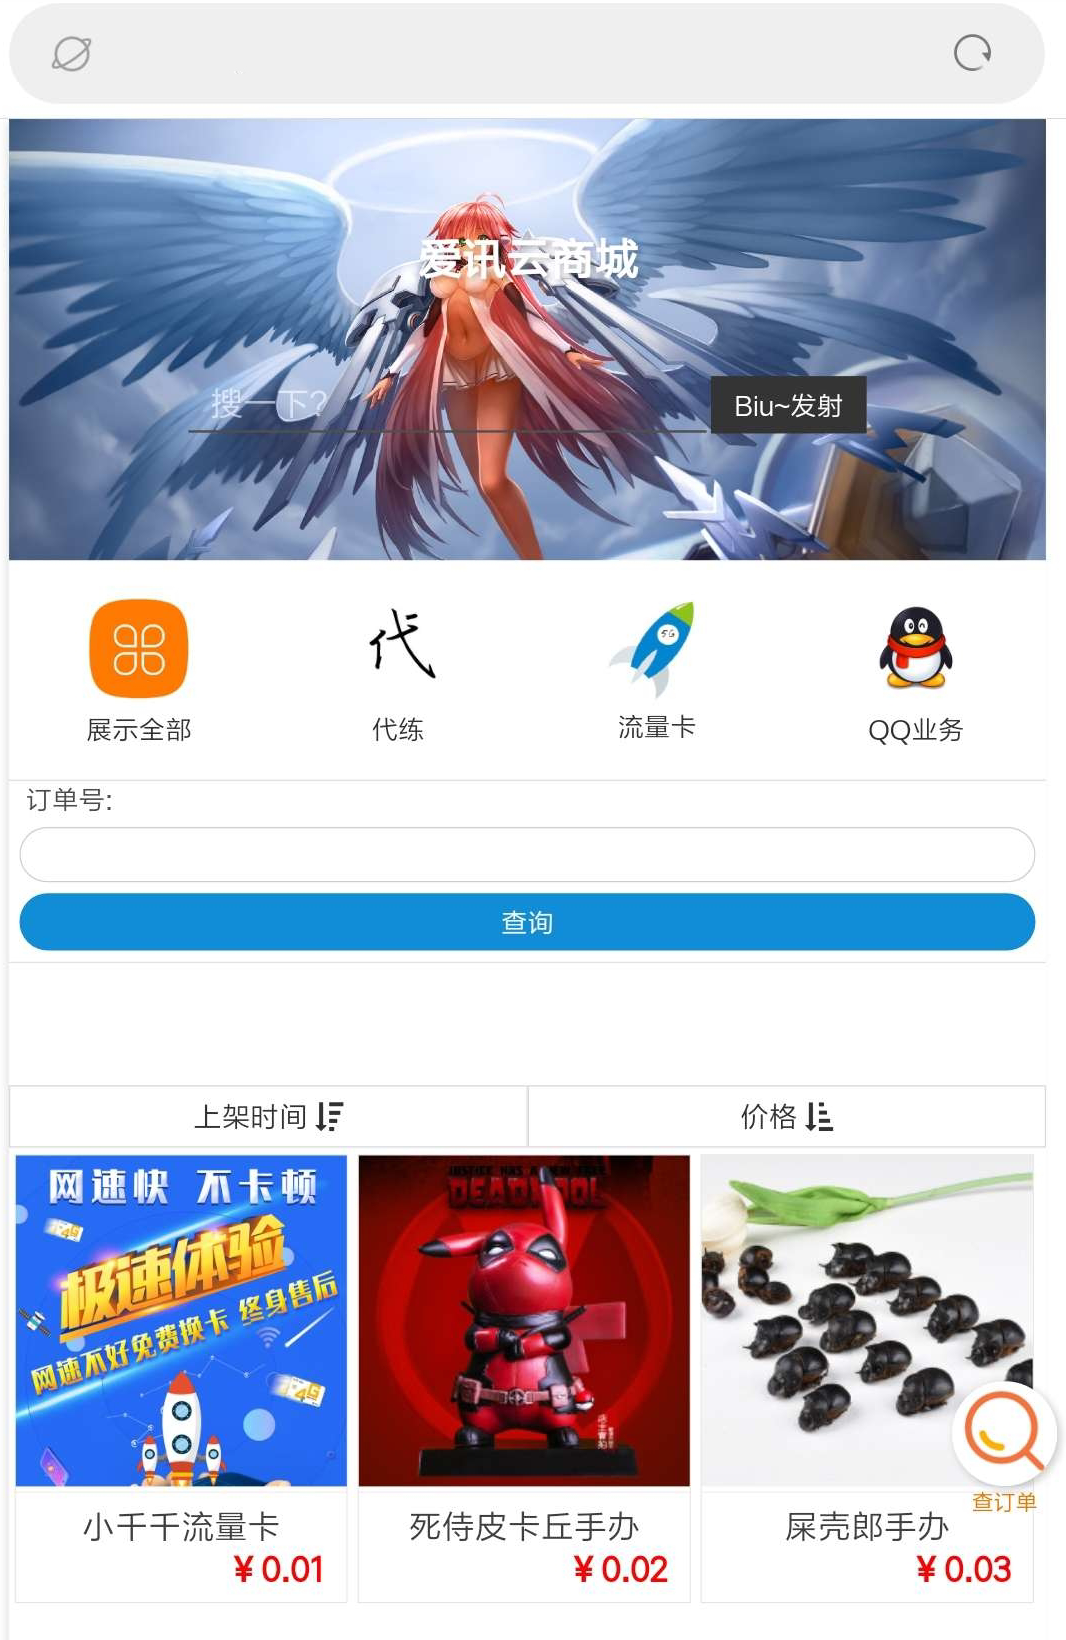 爱讯云商城
搜一下?
Biu~发射
5G
展示全部
代
代练
流量卡
QQ业务
订单号:
查询
上架时间
价格
网速快 不卡顿
4G
极速体验
网速不好免费换卡 终身售后
4G
DEADPOOL
小千千流量卡
¥ 0.01
死侍皮卡丘手办
¥ 0.02
屎壳郎手办
¥ 0.03
查订单